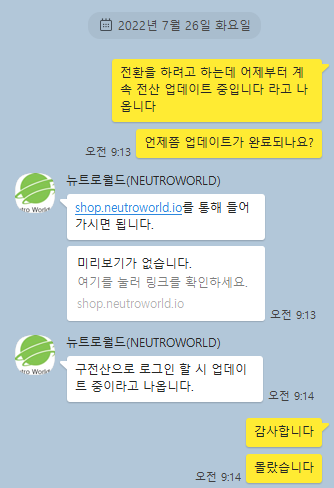 2022년 7월 26일 화요일
전환을 하려고 하는데 어제부터 계
속 전산 업데이트 중입니다 라고 나
옵니다
언제쯤 업데이트가 완료되나요?
오전 9:13
뉴트로월드(NEUTROWORLD)
utro World
shop.neutroworld.io를 통해 들어
가시면 됩니다.
미리보기가 없습니다.
여기를 눌러 링크를 확인하세요.
shop.neutroworld.io
오전 9:13
뉴트로월드(NEUTROWORLD)
utro World
구전산으로 로그인 할 시 업데이
트 중이라고 나옵니다.
오전 9:14
감사합니다
몰랐습니다
오전 9:14